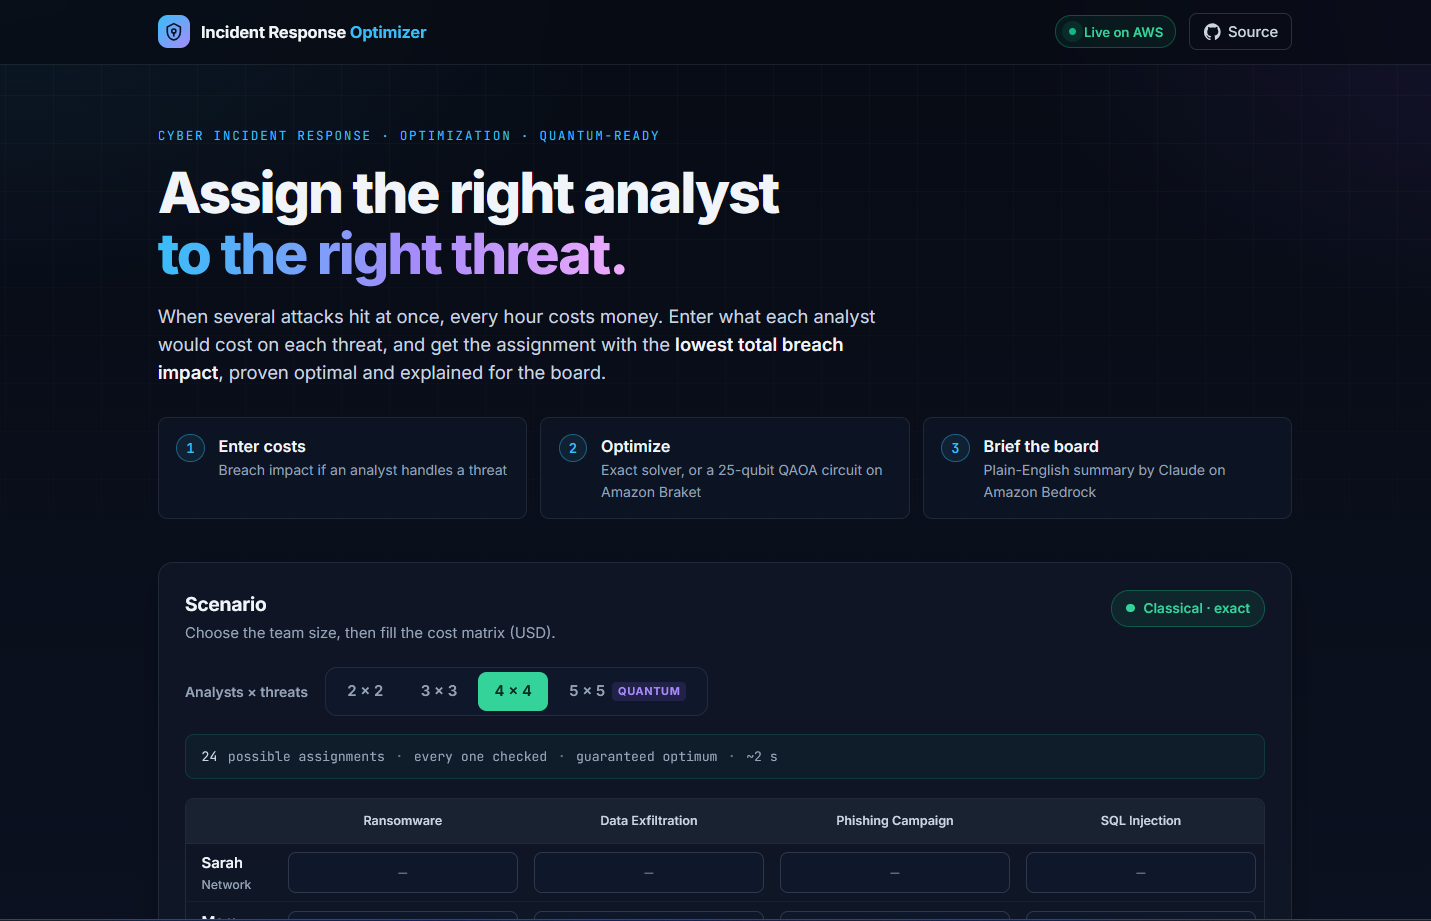 Incident Response Optimizer
Live on AWS
Source
CYBER INCIDENT RESPONSE · OPTIMIZATION · QUANTUM-READY
Assign the right analyst
to the right threat.
When several attacks hit at once, every hour costs money. Enter what each analyst
would cost on each threat, and get the assignment with the lowest total breach
impact, proven optimal and explained for the board.
1 Enter costs
Breach impact if an analyst handles a threat
2 Optimize
Exact solver, or a 25-qubit QAOA circuit on
Amazon Braket
3 Brief the board
Plain-English summary by Claude on
Amazon Bedrock
Scenario
Classical · exact
Choose the team size, then fill the cost matrix (USD).
Analysts × threats 2 × 2 3 × 3 4 × 4 5 × 5 QUANTUM
24 possible assignments · every one checked · guaranteed optimum · ~2 s
Ransomware Data Exfiltration Phishing Campaign SQL Injection
Sarah
Network
– – – –